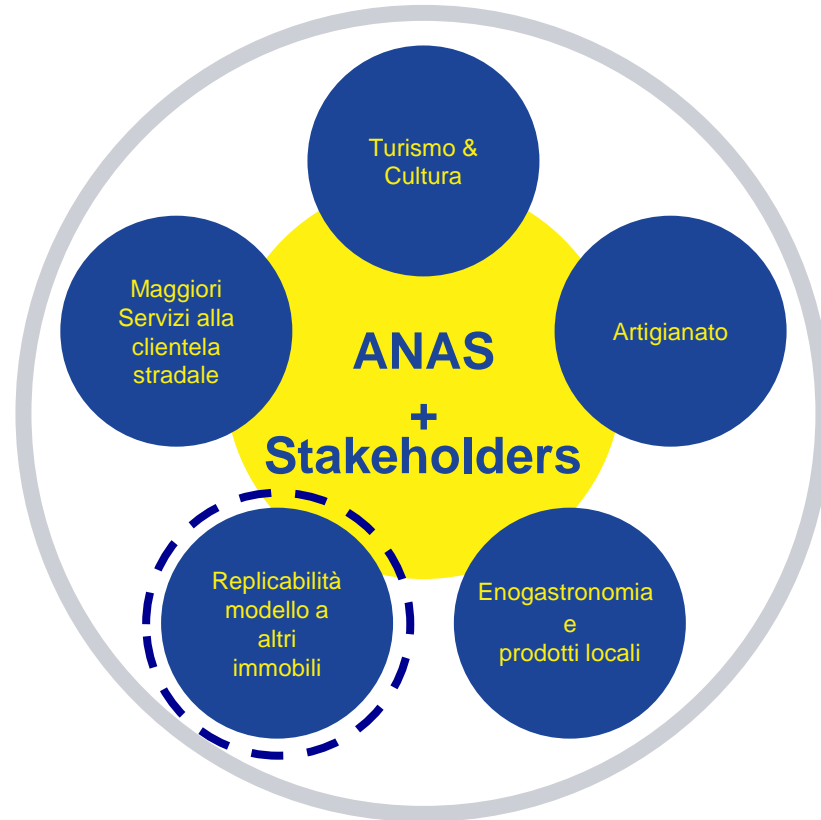 Turismo &
Cultura
Maggiori
Servizi alla
clientela
stradale
ANAS
+
Stakeholders
Artigianato
Replicabilità
modello a
altri
immobili
Enogastronomia
e
prodotti locali